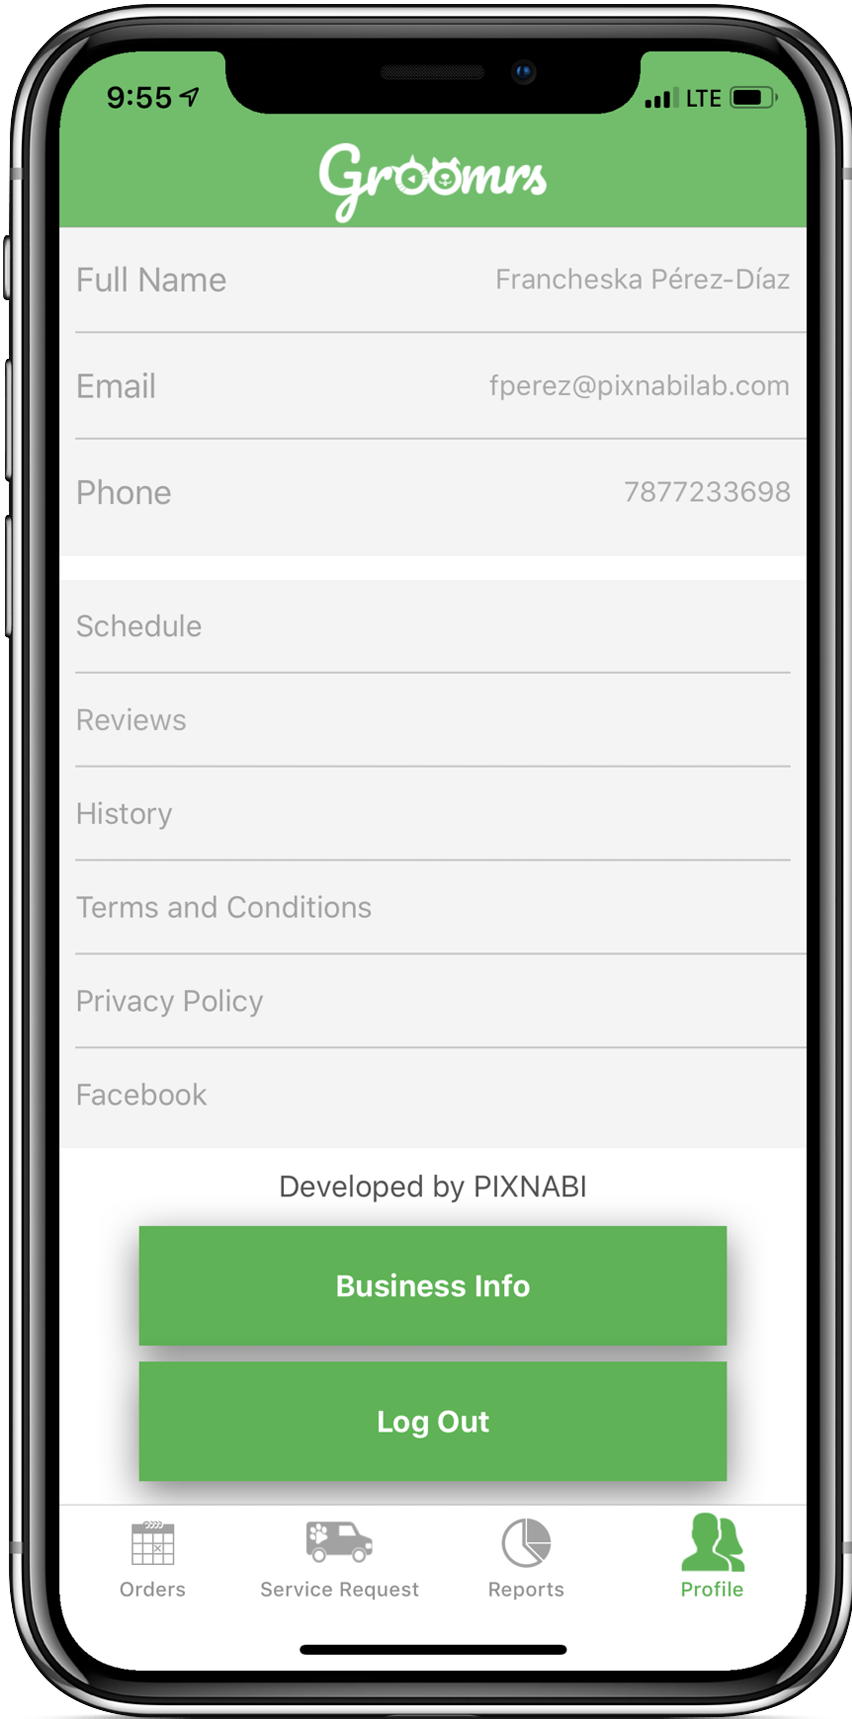 9:55 LTE
Groomrs
Full Name Francheska Pérez-Díaz
Email fperez@pixnabilab.com
Phone 7877233698
Schedule
Reviews
History
Terms and Conditions
Privacy Policy
Facebook
Developed by PIXNABI
Business Info
Log Out
Orders Service Request Reports Profile